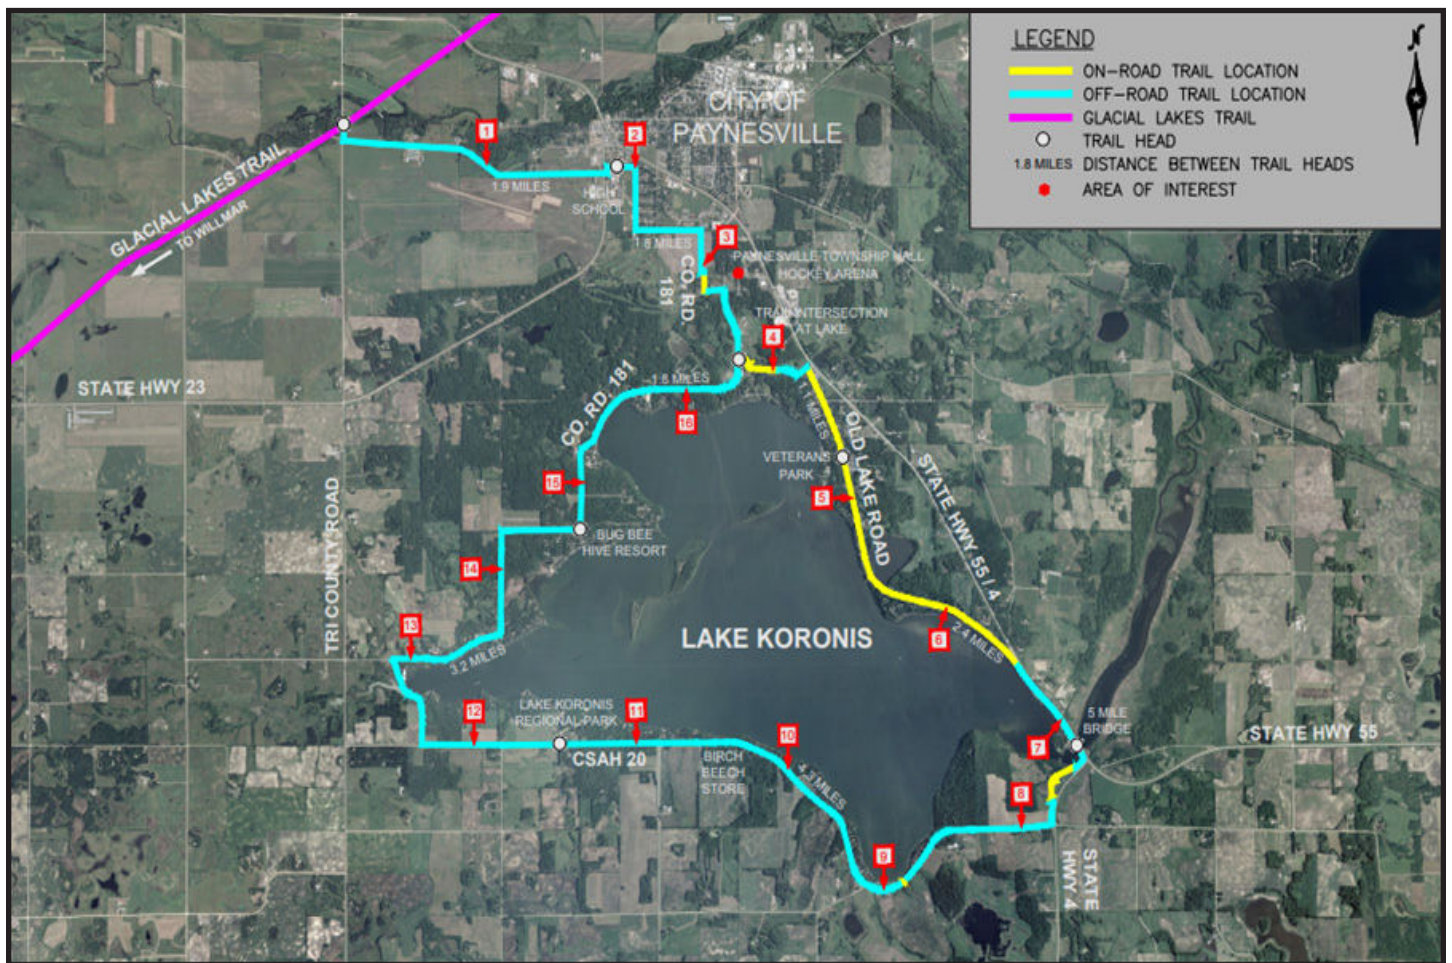 LEGEND
ON-ROAD TRAIL LOCATION
OFF-ROAD TRAIL LOCATION
GLACIAL LAKES TRAIL
TRAIL HEAD
1.8 MILES DISTANCE BETWEEN TRAIL HEADS
AREA OF INTEREST
N
CITY OF
PAYNESVILLE
1
2
1.9 MILES
HIGH
SCHOOL
GLACIAL LAKES TRAIL
TO WILLMAR
MILES
3
PAYNESVILLE TOWNSHIP HALL
HOCKEY ARENA
CO. RD.
181
TRAIL INTERSECTION
AT LAKE
4
STATE HWY 23
CO. RD. 181
1.8 MILES
16
MILES
OLD LAKE ROAD
VETERANS
PARK
5
STATE HWY 55 / 4
15
BUG BEE
HIVE RESORT
14
TRI COUNTY ROAD
13
3.2 MILES
LAKE KORONIS
6
2.4 MILES
12
LAKE KORONIS
REGIONAL PARK
11
CSAH 20
BIRCH
BEECH
STORE
10
4.3 MILES
7
5 MILE
BRIDGE
STATE HWY 55
8
9
STATE
HWY 4